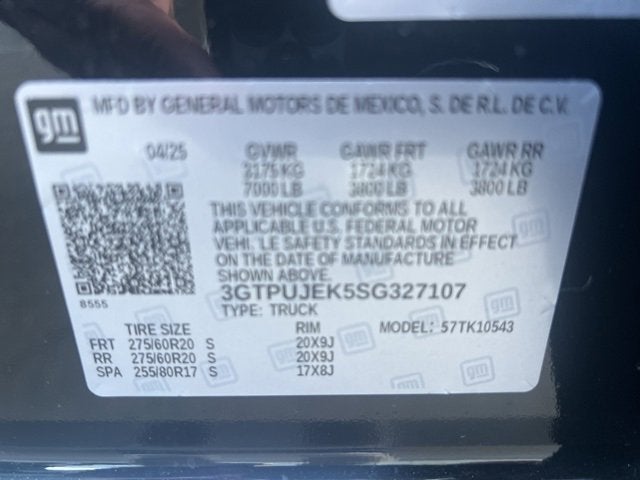 gm
MFD BY GENERAL MOTORS DE MEXICO, S. DE R.L. DE C.V.
04/25 GVWR GAWR FRT GAWR RR
3175 KG 1724 KG 1724 KG
7000 LB 3800 LB 3800 LB
THIS VEHICLE CONFORMS TO ALL
APPLICABLE U.S. FEDERAL MOTOR
VEHI LE SAFETY STANDARDS IN EFFECT
ON THE DATE OF MANUFACTURE
SHOWN ABOVE.
8555
3GTPUJEK5SG327107
TYPE: TRUCK
TIRE SIZE RIM MODEL: 57TK10543
FRT 275/60R20 S 20X9J
RR 275/60R20 S 20X9J
SPA 255/80R17 S 17X8J